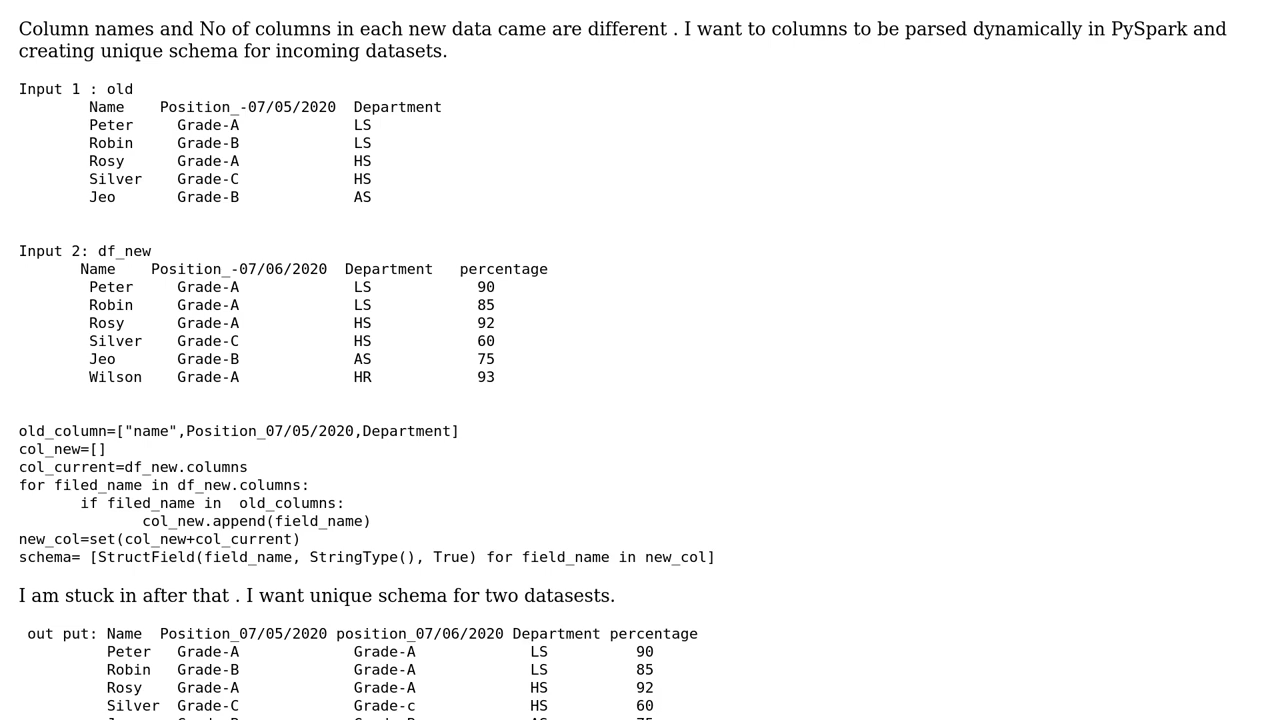 Column names and No of columns in each new data came are different . I want to columns to be parsed dynamically in PySpark and
creating unique schema for incoming datasets.
Input 1 : old
Name    Position_-07/05/2020  Department
Peter      Grade-A             LS
Robin      Grade-B             LS
Rosy       Grade-A             HS
Silver    Grade-C             HS
Jeo       Grade-B             AS
Input 2: df_new
Name    Position_-07/06/2020  Department   percentage
Peter     Grade-A             LS            90
Robin     Grade-A             LS            85
Rosy      Grade-A             HS            92
Silver    Grade-C             HS            60
Jeo       Grade-B             AS            75
Wilson    Grade-A             HR            93
old_column=["name",Position_07/05/2020,Department]
col_new=[]
col_current=df_new.columns
for filed_name in df_new.columns:
if filed_name in  old_columns:
col_new.append(field_name)
new_col=set(col_new+col_current)
schema= [StructField(field_name, StringType(), True) for field_name in new_col]
I am stuck in after that . I want unique schema for two datasests.
out put: Name  Position_07/05/2020 position_07/06/2020 Department percentage
Peter   Grade-A             Grade-A             LS          90
Robin   Grade-B             Grade-A             LS          85
Rosy    Grade-A             Grade-A             HS          92
Silver  Grade-C             Grade-c             HS          60